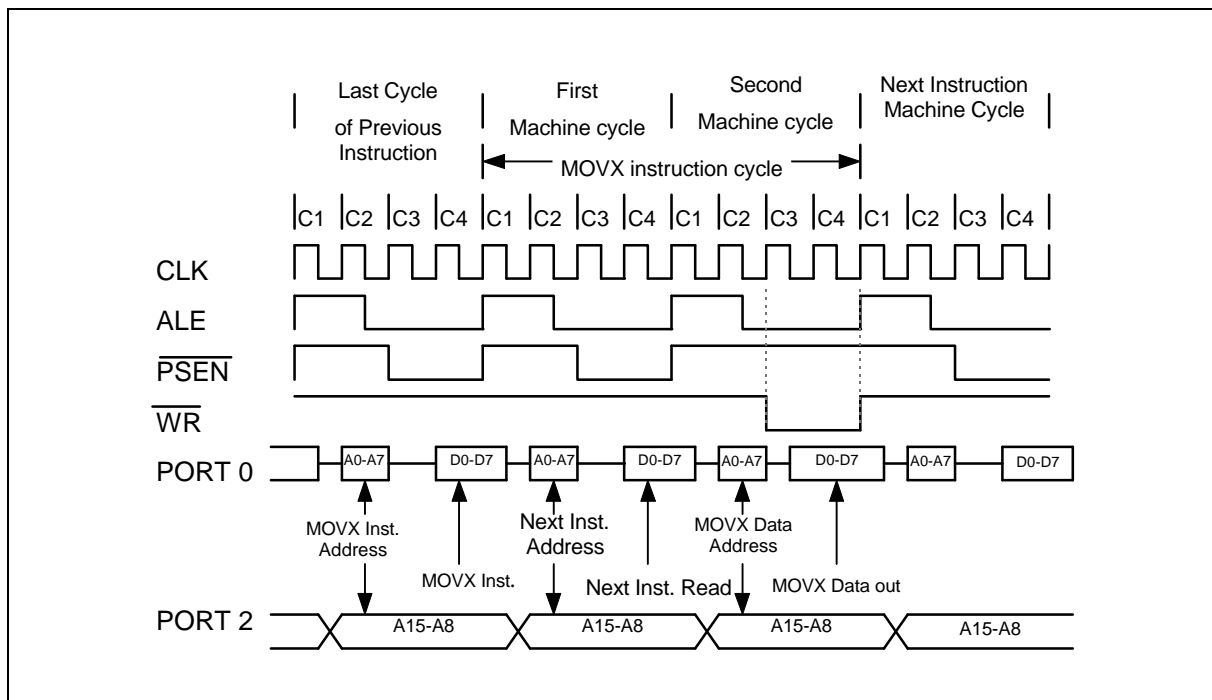 Last Cycle
of Previous
Instruction
First
Machine cycle
Second
Machine cycle
Next Instruction
Machine Cycle
MOVX instruction cycle
C1 C2 C3 C4 C1 C2 C3 C4 C1 C2 C3 C4 C1 C2 C3 C4
CLK
ALE
PSEN
WR
PORT 0
A0-A7 D0-D7 A0-A7 D0-D7 A0-A7 D0-D7 A0-A7 D0-D7
MOVX Inst.
Address
MOVX Inst.
Next Inst.
Address
Next Inst. Read
MOVX Data
Address
MOVX Data out
PORT 2
A15-A8 A15-A8 A15-A8 A15-A8